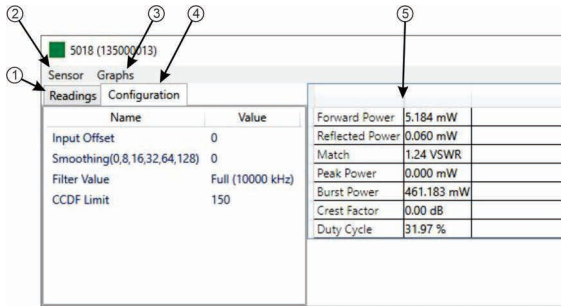 ② ③ ④ ⑤
5018 (135000013)
Sensor Graphs
①
Readings Configuration
Name Value
Input Offset 0
Smoothing(0,8,16,32,64,128) 0
Filter Value Full (10000 kHz)
CCDF Limit 150
Forward Power 5.184 mW
Reflected Power 0.060 mW
Match 1.24 VSWR
Peak Power 0.000 mW
Burst Power 461.183 mW
Crest Factor 0.00 dB
Duty Cycle 31.97 %